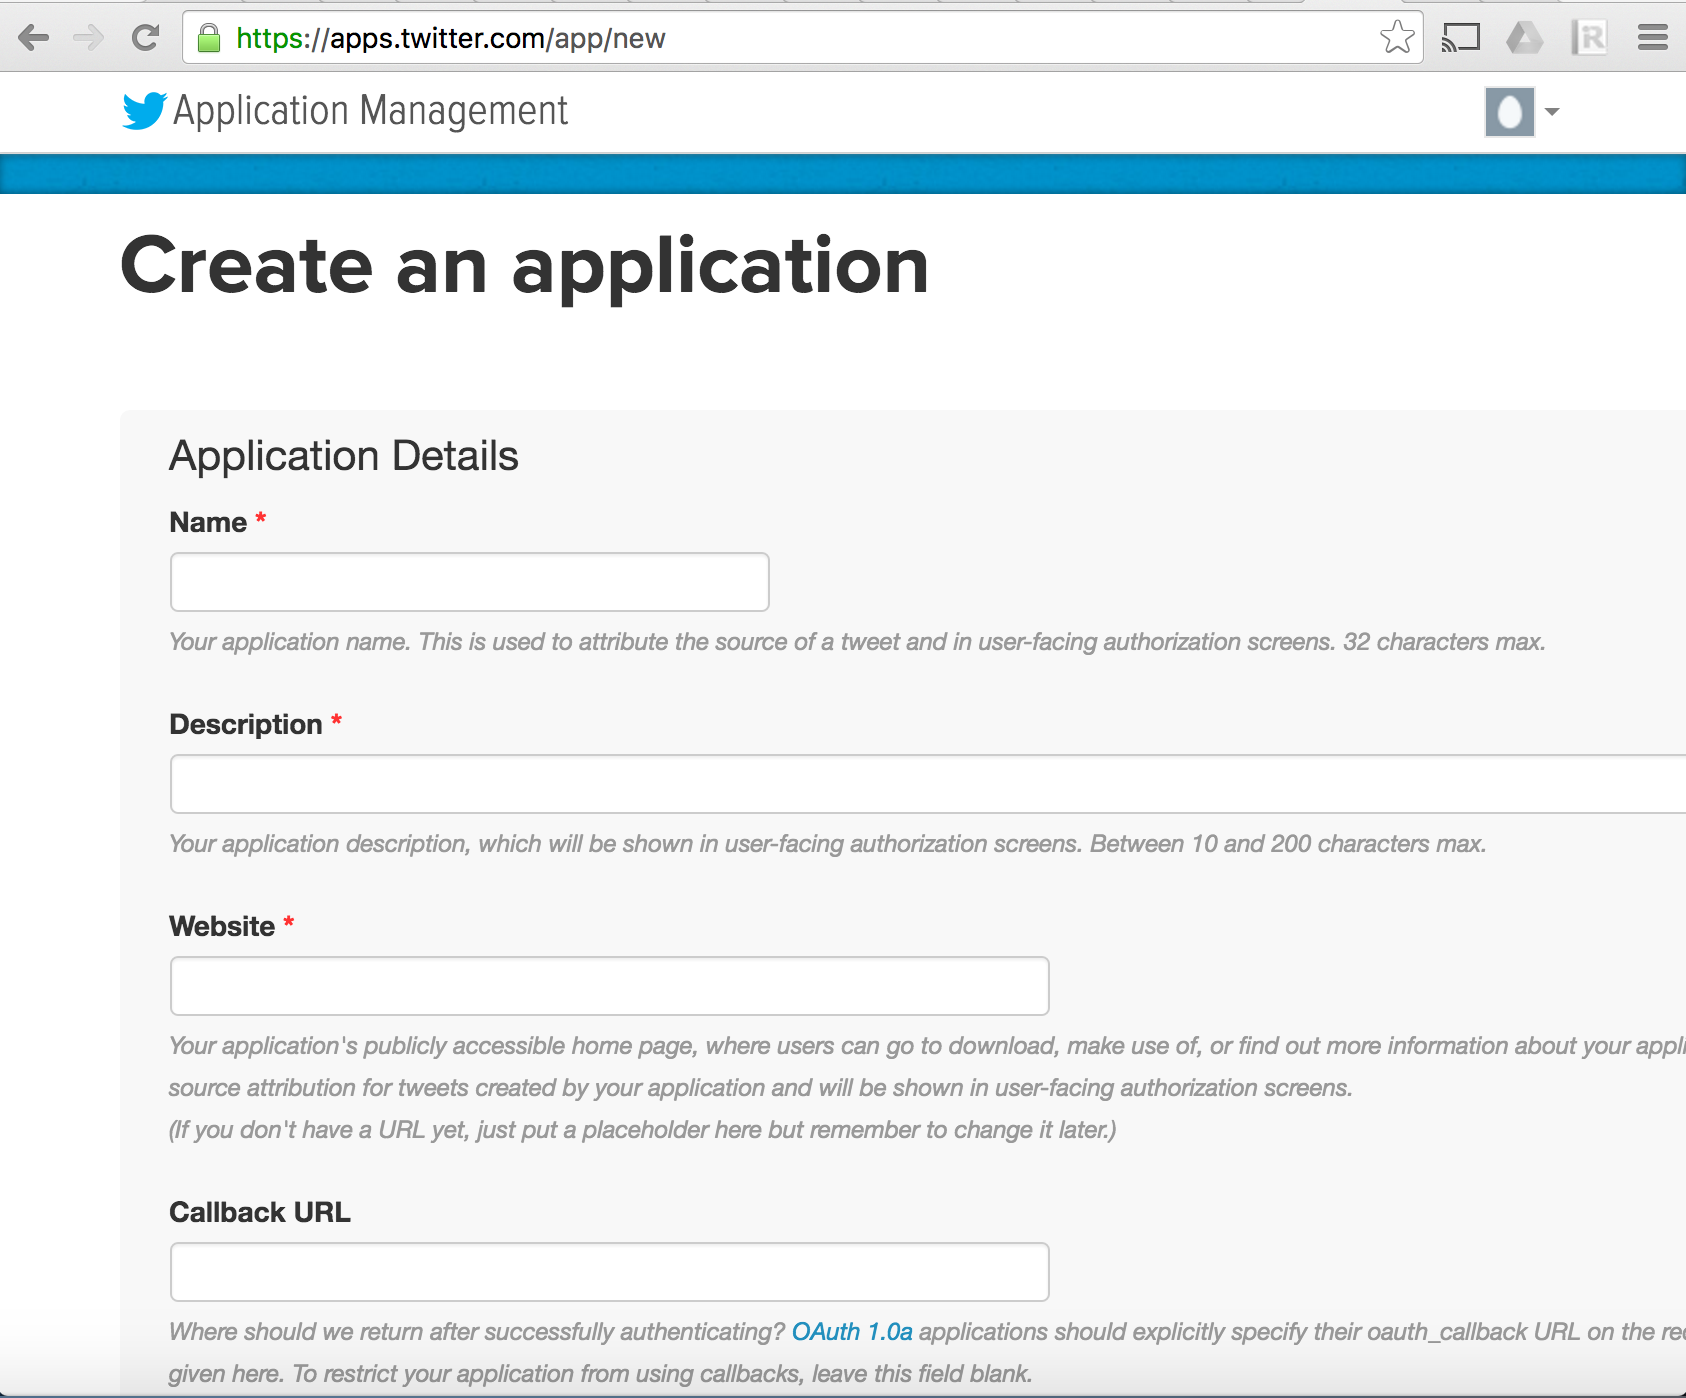 https://apps.twitter.com/app/new
Application Management
Create an application
Application Details
Name *
Your application name. This is used to attribute the source of a tweet and in user-facing authorization screens. 32 characters max.
Description *
Your application description, which will be shown in user-facing authorization screens. Between 10 and 200 characters max.
Website *
Your application's publicly accessible home page, where users can go to download, make use of, or find out more information about your appli
source attribution for tweets created by your application and will be shown in user-facing authorization screens.
(If you don't have a URL yet, just put a placeholder here but remember to change it later.)
Callback URL
Where should we return after successfully authenticating? OAuth 1.0a applications should explicitly specify their oauth_callback URL on the
given here. To restrict your application from using callbacks, leave this field blank.